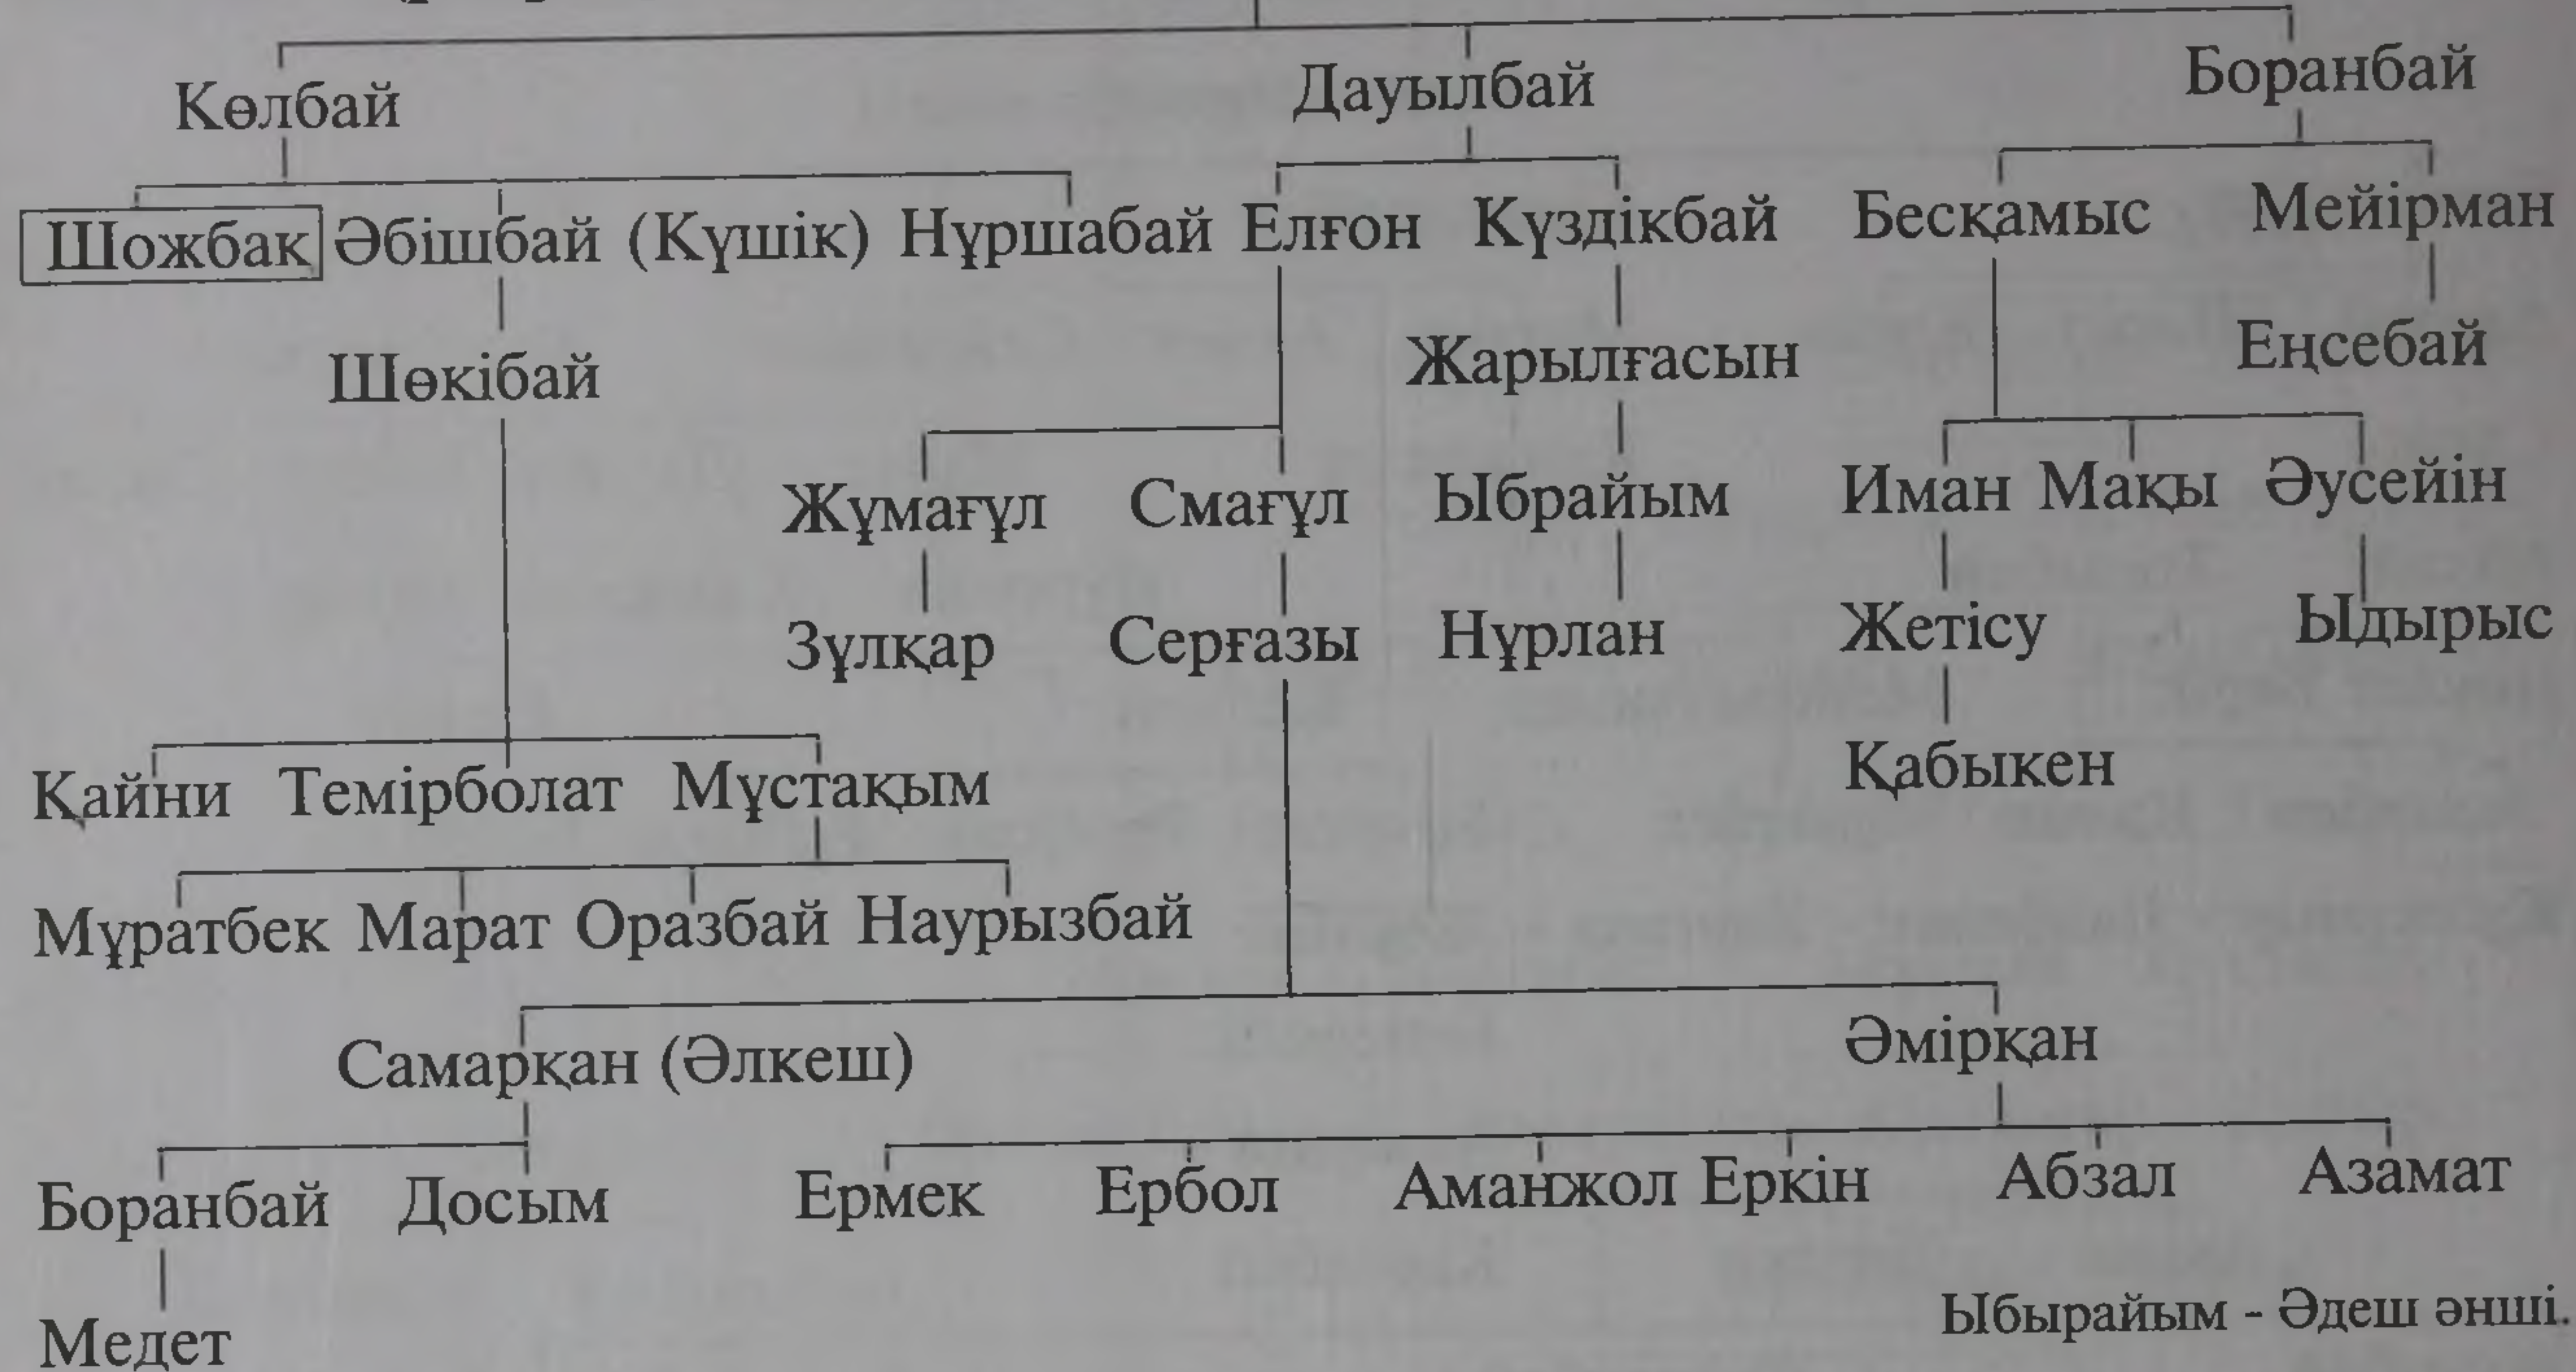 Көлбай Дауылбай Боранбай
Шожбақ Әбішбай (Күшік) Нұршабай Елғон Күздікбай Бесқамыс Мейірман
Шөкібай Жарылғасын Еңсебай
Жұмағұл Смағұл Ыбрайым Иман Мақы Әусейін
Зұлқар Серғазы Нұрлан Жетісу Ыдырыс
Қайни Темірболат Мұстақым Қабыкен
Мұратбек Марат Оразбай Наурызбай
Самарқан (Әлкеш) Әмірқан
Боранбай Досым Ермек Ербол Аманжол Еркін Абзал Азамат
Медет
Ыбырайым - Әдеш әнші.